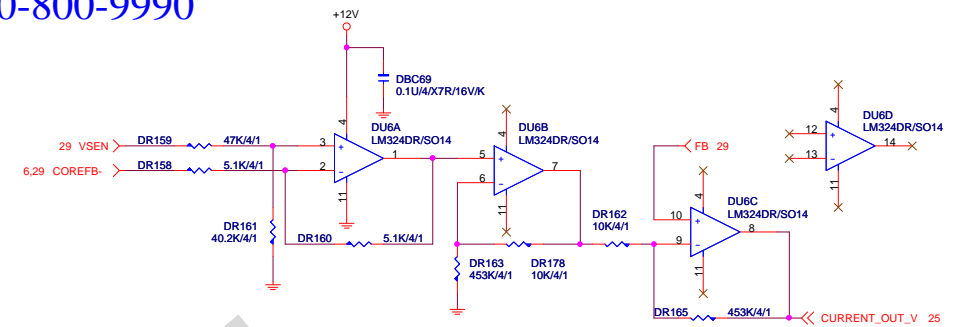 0-800-9990
+12V
DBC69
0.1U/4/X7R/16V/K
DU6A
LM324DR/SO14
DU6B
LM324DR/SO14
DU6D
LM324DR/SO14
29 VSEN
DR159
47K/4/1
6,29 COREFB-
DR158
5.1K/4/1
3
2
4
11
1
5
6
4
11
7
12
13
4
11
14
FB 29
DR161
40.2K/4/1
DR160
5.1K/4/1
DR163
453K/4/1
DR178
10K/4/1
DR162
10K/4/1
DU6C
LM324DR/SO14
10
9
4
11
8
DR165
453K/4/1
CURRENT_OUT_V 25